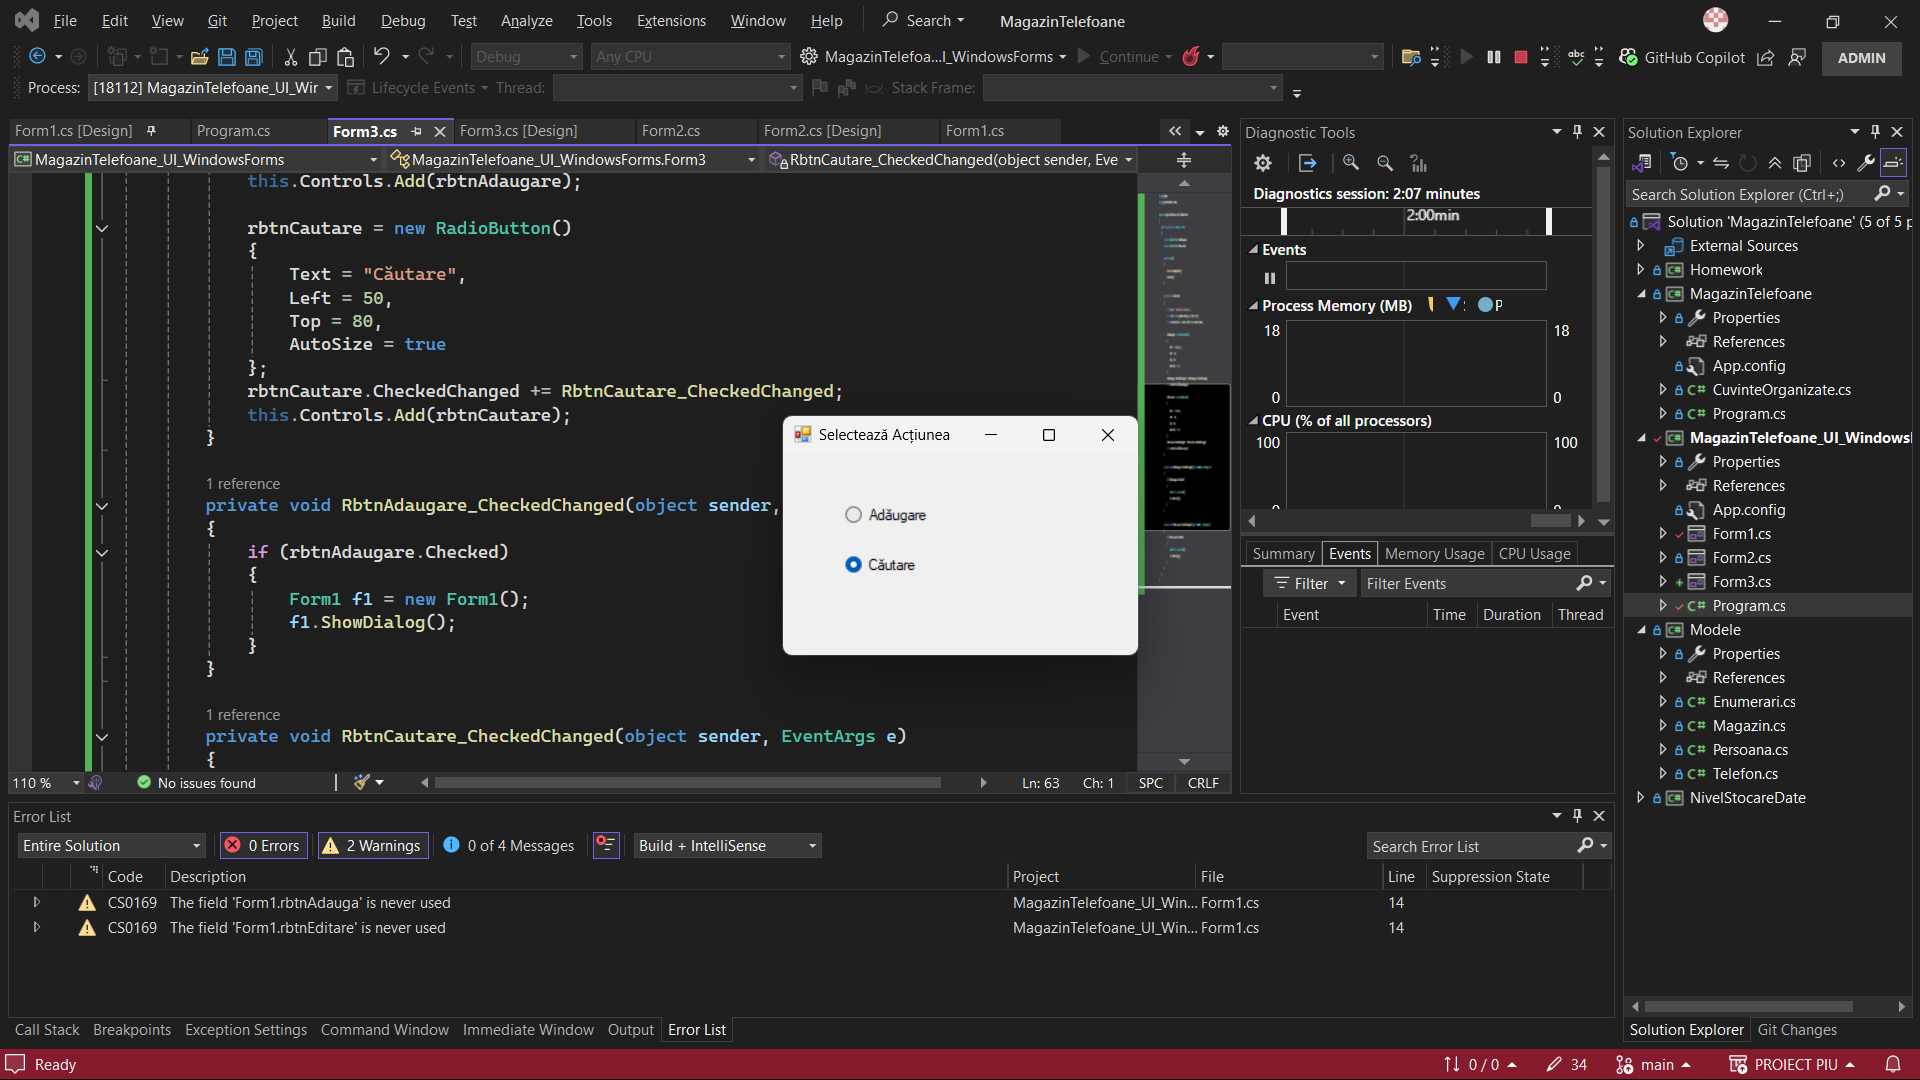 File Edit View Git Project Build Debug Test Analyze Tools Extensions Window Help Search MagazinTelefoane
Debug Any CPU MagazinTelefoa...l_WindowsForms Continue GitHub Copilot ADMIN
Process: [18112] MagazinTelefoane_UI_Wir Lifecycle Events Thread: Stack Frame:
Form1.cs [Design] Program.cs Form3.cs Form3.cs [Design] Form2.cs Form2.cs [Design] Form1.cs
MagazinTelefoane_UI_WindowsForms MagazinTelefoane_UI_WindowsForms.Form3 RbtnCautare_CheckedChanged(object sender, Eve
this.Controls.Add(rbtnAdaugare);
rbtnCautare = new RadioButton()
{
Text = "Căutare",
Left = 50,
Top = 80,
AutoSize = true
};
rbtnCautare.CheckedChanged += RbtnCautare_CheckedChanged;
this.Controls.Add(rbtnCautare);
}
1 reference
private void RbtnAdaugare_CheckedChanged(object sender,
{
if (rbtnAdaugare.Checked)
{
Form1 f1 = new Form1();
f1.ShowDialog();
}
}
1 reference
private void RbtnCautare_CheckedChanged(object sender, EventArgs e)
{
110 % No issues found Ln: 63 Ch: 1 SPC CRLF
Selectează Acțiunea
Adăugare
Căutare
Diagnostic Tools
Diagnostics session: 2:07 minutes
2:00min
Events
Process Memory (MB) P
18 18
0 0
CPU (% of all processors)
100 100
Summary Events Memory Usage CPU Usage
Filter Filter Events
Event Time Duration Thread
Solution Explorer
Search Solution Explorer (Ctrl+;)
Solution 'MagazinTelefoane' (5 of 5 p
External Sources
Homework
MagazinTelefoane
Properties
References
App.config
CuvinteOrganizate.cs
Program.cs
MagazinTelefoane_UI_Windows
Properties
References
App.config
Form1.cs
Form2.cs
Form3.cs
Program.cs
Modele
Properties
References
Enumerari.cs
Magazin.cs
Persoana.cs
Telefon.cs
NivelStocareDate
Solution Explorer Git Changes
Error List
Entire Solution 0 Errors 2 Warnings 0 of 4 Messages Build + IntelliSense Search Error List
Code Description Project File Line Suppression State
CS0169 The field 'Form1.rbtnAdauga' is never used MagazinTelefoane_UI_Win... Form1.cs 14
CS0169 The field 'Form1.rbtnEditare' is never used MagazinTelefoane_UI_Win... Form1.cs 14
Call Stack Breakpoints Exception Settings Command Window Immediate Window Output Error List
Ready 0 / 0 34 main PROIECT PIU